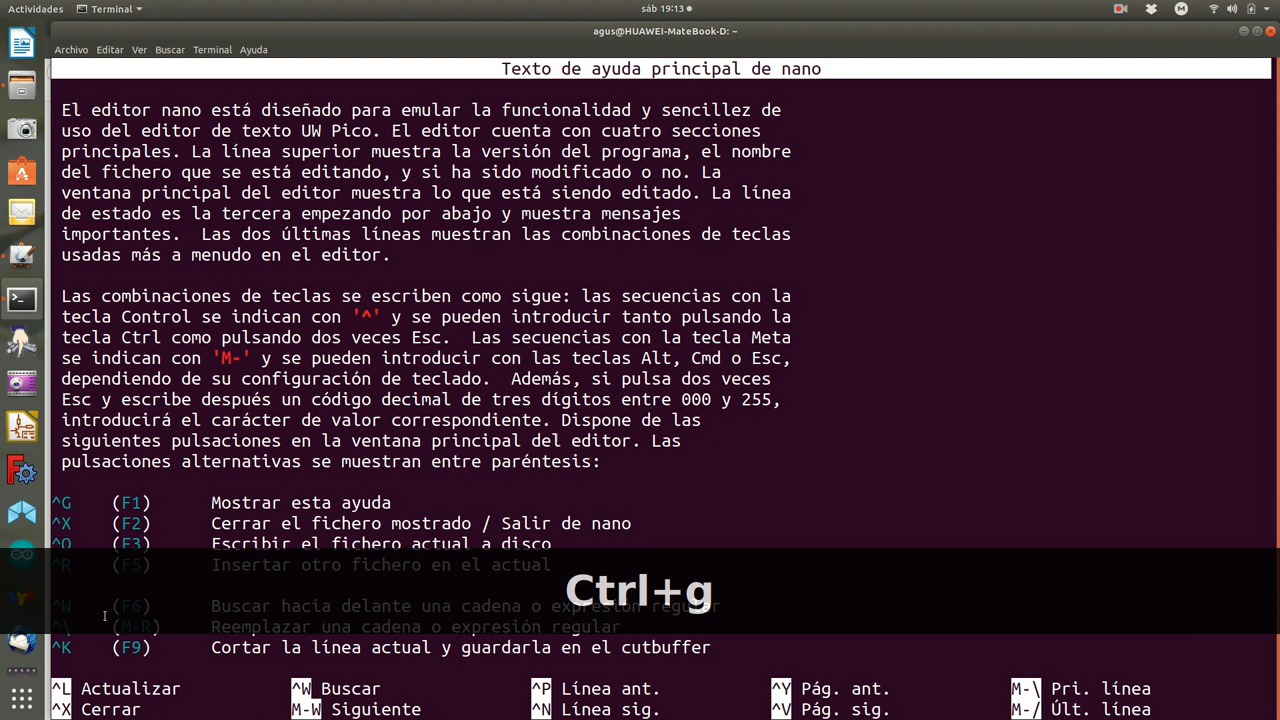 Actividades Terminal sáb 19:13
agus@HUAWEI-MateBook-D: ~
Archivo Editar Ver Buscar Terminal Ayuda
Texto de ayuda principal de nano
El editor nano está diseñado para emular la funcionalidad y sencillez de
uso del editor de texto UW Pico. El editor cuenta con cuatro secciones
principales. La línea superior muestra la versión del programa, el nombre
del fichero que se está editando, y si ha sido modificado o no. La
ventana principal del editor muestra lo que está siendo editado. La línea
de estado es la tercera empezando por abajo y muestra mensajes
importantes.  Las dos últimas líneas muestran las combinaciones de teclas
usadas más a menudo en el editor.
Las combinaciones de teclas se escriben como sigue: las secuencias con la
tecla Control se indican con '^' y se pueden introducir tanto pulsando la
tecla Ctrl como pulsando dos veces Esc.  Las secuencias con la tecla Meta
se indican con 'M-' y se pueden introducir con las teclas Alt, Cmd o Esc,
dependiendo de su configuración de teclado.  Además, si pulsa dos veces
Esc y escribe después un código decimal de tres dígitos entre 000 y 255,
introducirá el carácter de valor correspondiente. Dispone de las
siguientes pulsaciones en la ventana principal del editor. Las
pulsaciones alternativas se muestran entre paréntesis:
^G (F1) Mostrar esta ayuda
^X (F2) Cerrar el fichero mostrado / Salir de nano
^O (F3) Escribir el fichero actual a disco
^R (F5) Insertar otro fichero en el actual
Ctrl+g
^W (F6) Buscar hacia delante una cadena o expresión regular
^\ (M-R) Reemplazar una cadena o expresión regular
^K (F9) Cortar la línea actual y guardarla en el cutbuffer
^L Actualizar ^W Buscar ^P Línea ant. ^Y Pág. ant. M-\ Pri. línea
^X Cerrar M-W Siguiente ^N Línea sig. ^V Pág. sig. M-/ Últ. línea